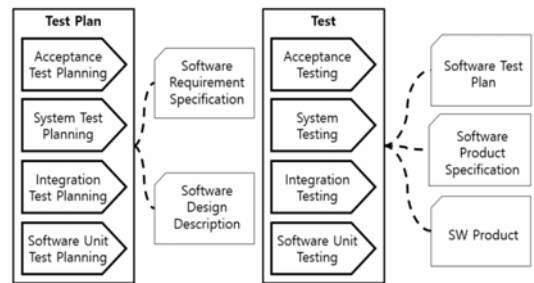 Test Plan
Acceptance
Test Planning
System Test
Planning
Integration
Test Planning
Software Unit
Test Planning
Software
Requirement
Specification
Software
Design
Description
Test
Acceptance
Testing
System
Testing
Integration
Testing
Software Unit
Testing
Software Test
Plan
Software
Product
Specification
SW Product